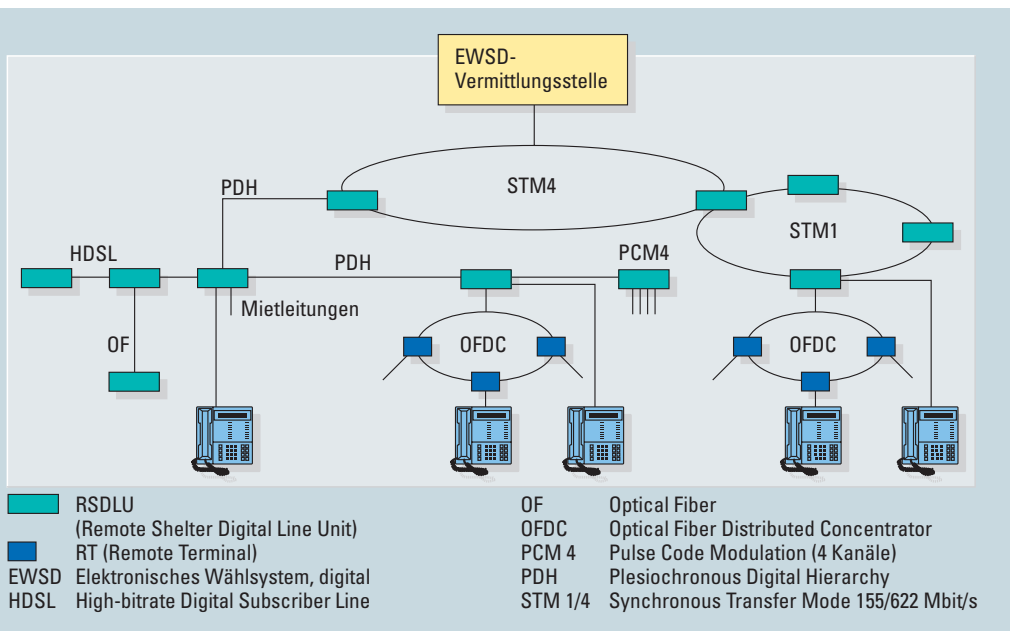 EWSD-
Vermittlungsstelle
STM4
PDH
STM1
HDSL
PDH
PCM4
Mietleitungen
OF
OFDC
OFDC
RSDLU
(Remote Shelter Digital Line Unit)
RT (Remote Terminal)
EWSD Elektronisches Wählsystem, digital
HDSL High-bitrate Digital Subscriber Line
OF Optical Fiber
OFDC Optical Fiber Distributed Concentrator
PCM 4 Pulse Code Modulation (4 Kanäle)
PDH Plesiochronous Digital Hierarchy
STM 1/4 Synchronous Transfer Mode 155/622 Mbit/s